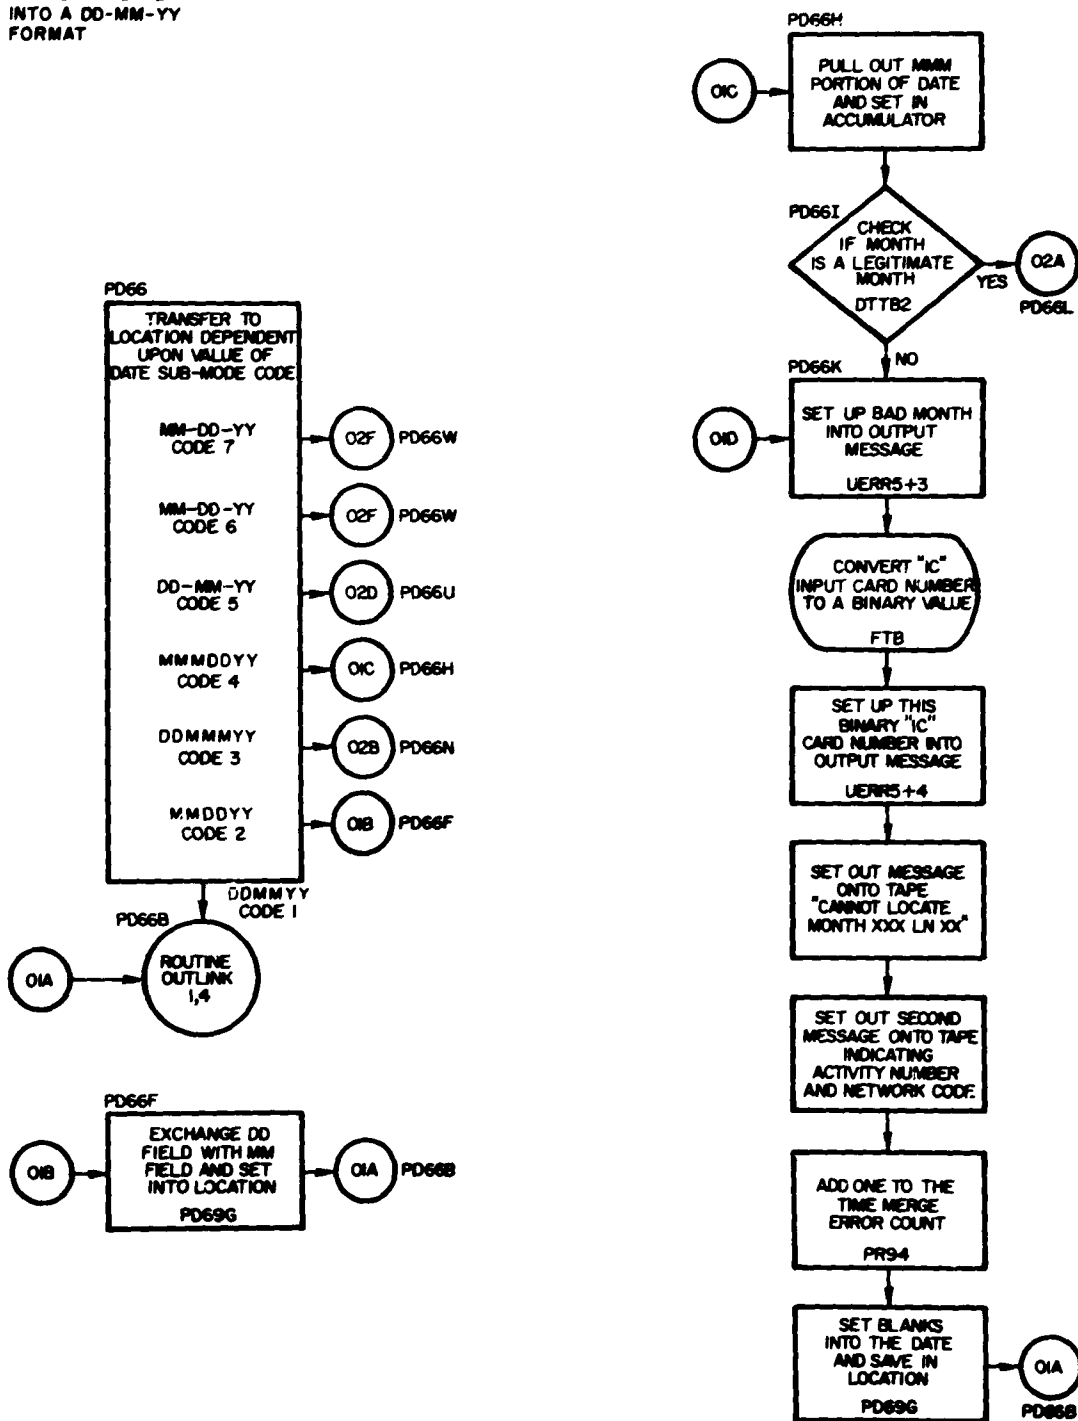 INTO A DD-MM-YY
FORMAT
PD66
TRANSFER TO
LOCATION DEPENDENT
UPON VALUE OF
DATE SUB-MODE CODE
MM-DD-YY
CODE 7
02F
PD66W
MM-DD-YY
CODE 6
02F
PD66W
DD-MM-YY
CODE 5
02D
PD66U
MMMDDYY
CODE 4
01C
PD66H
DDMMMYY
CODE 3
02B
PD66N
MMDDYY
CODE 2
01B
PD66F
DDMMYY
CODE 1
PD66B
01A
ROUTINE
OUTLINK
1,4
PD66F
01B
EXCHANGE DD
FIELD WITH MM
FIELD AND SET
INTO LOCATION
PD69G
01A
PD66B
PD66H
01C
PULL OUT MMM
PORTION OF DATE
AND SET IN
ACCUMULATOR
PD66I
CHECK
IF MONTH
IS A LEGITIMATE
MONTH
DTTB2
YES
02A
PD66L
NO
PD66K
01D
SET UP BAD MONTH
INTO OUTPUT
MESSAGE
UERR5+3
CONVERT "IC"
INPUT CARD NUMBER
TO A BINARY VALUE
FTB
SET UP THIS
BINARY "IC"
CARD NUMBER INTO
OUTPUT MESSAGE
UERR5+4
SET OUT MESSAGE
ONTO TAPE
"CANNOT LOCATE
MONTH XXX LN XX"
SET OUT SECOND
MESSAGE ONTO TAPE
INDICATING
ACTIVITY NUMBER
AND NETWORK CODE
ADD ONE TO THE
TIME MERGE
ERROR COUNT
PR94
SET BLANKS
INTO THE DATE
AND SAVE IN
LOCATION
PD69G
01A
PD66B